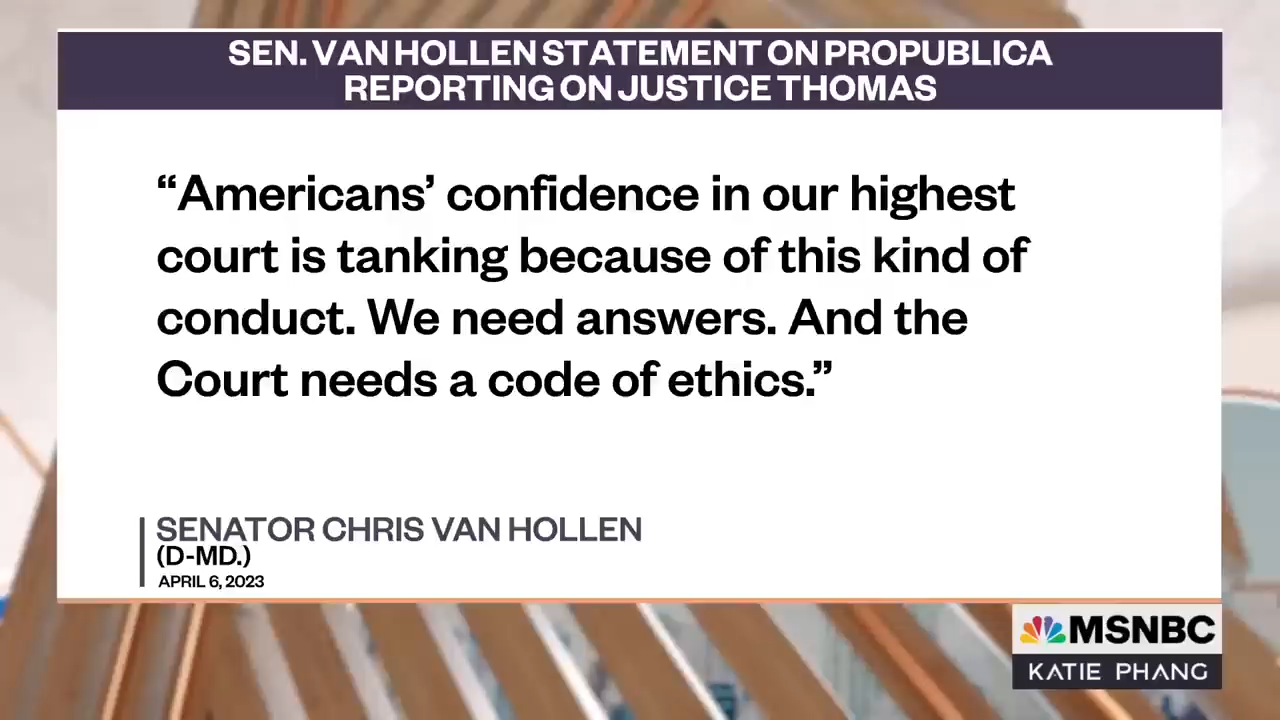 SEN. VAN HOLLEN STATEMENT ON PROPUBLICA
REPORTING ON JUSTICE THOMAS
“Americans’ confidence in our highest
court is tanking because of this kind of
conduct. We need answers. And the
Court needs a code of ethics.”
SENATOR CHRIS VAN HOLLEN
(D-MD.)
APRIL 6, 2023
MSNBC
KATIE PHANG